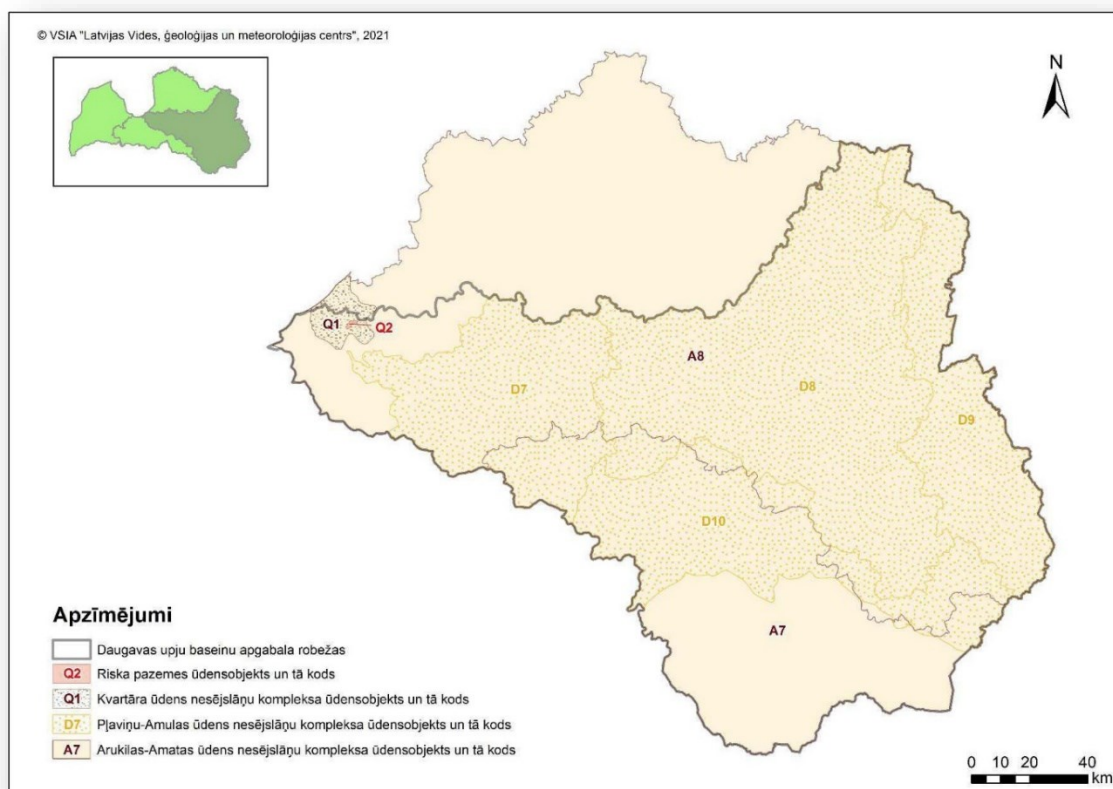 © VSIA "Latvijas Vides, ģeoloģijas un meteoroloģijas centrs", 2021
N
Q1
Q2
A8
D7
D8
D9
D10
A7
Apzīmējumi
Daugavas upju baseinu apgabala robežas
Q2 Riska pazemes ūdensobjekts un tā kods
Q1 Kvartāra ūdens nesējslāņu kompleksa ūdensobjekts un tā kods
D7 Pļaviņu-Amulas ūdens nesējslāņu kompleksa ūdensobjekts un tā kods
A7 Arukilas-Amatas ūdens nesējslāņu kompleksa ūdensobjekts un tā kods
0 10 20 40
km